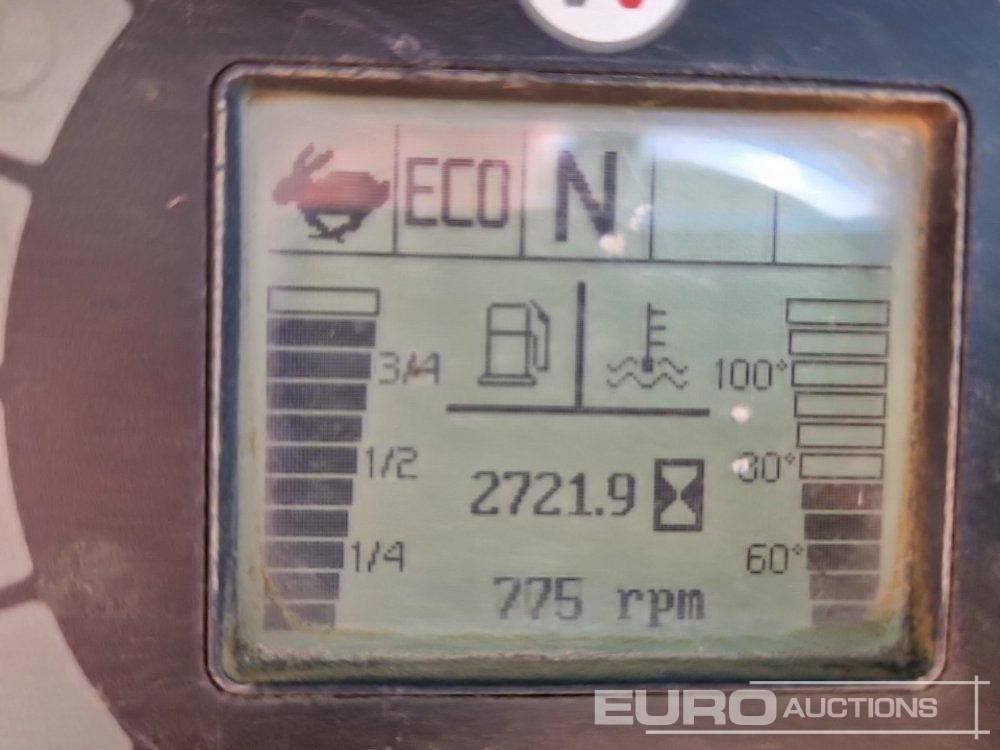 ECO N
3/4 100°
1/2 80°
2721.9
1/4 60°
775 rpm
EURO AUCTIONS